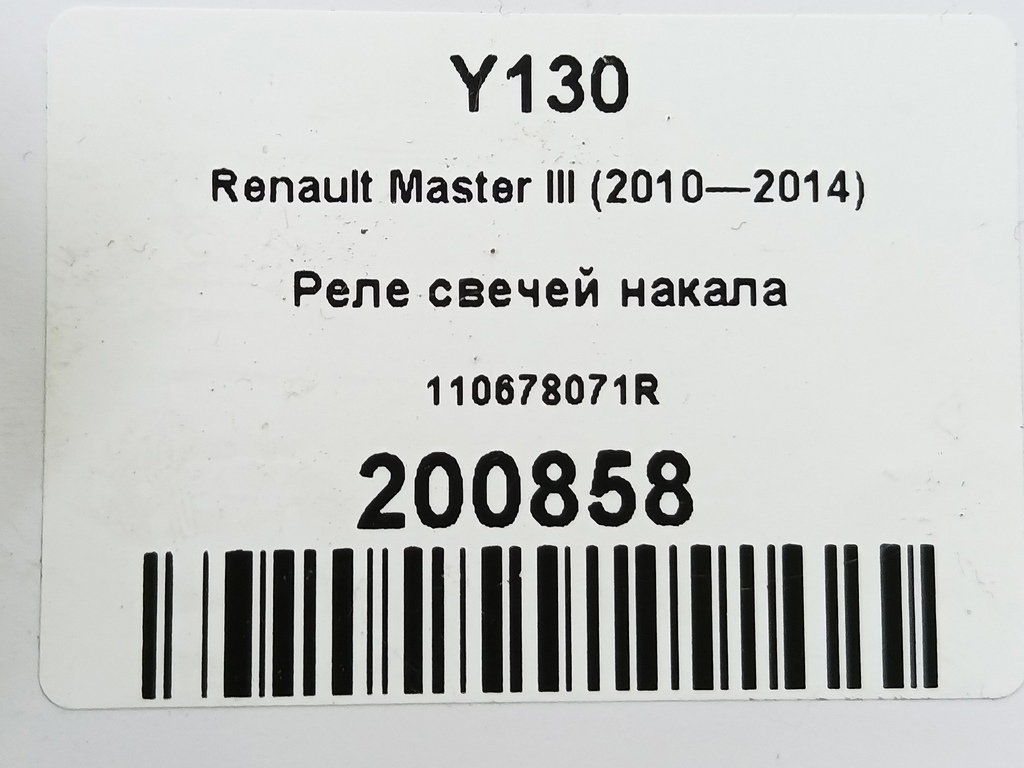 Y130
Renault Master III (2010—2014)
Реле свечей накала
110678071R
200858